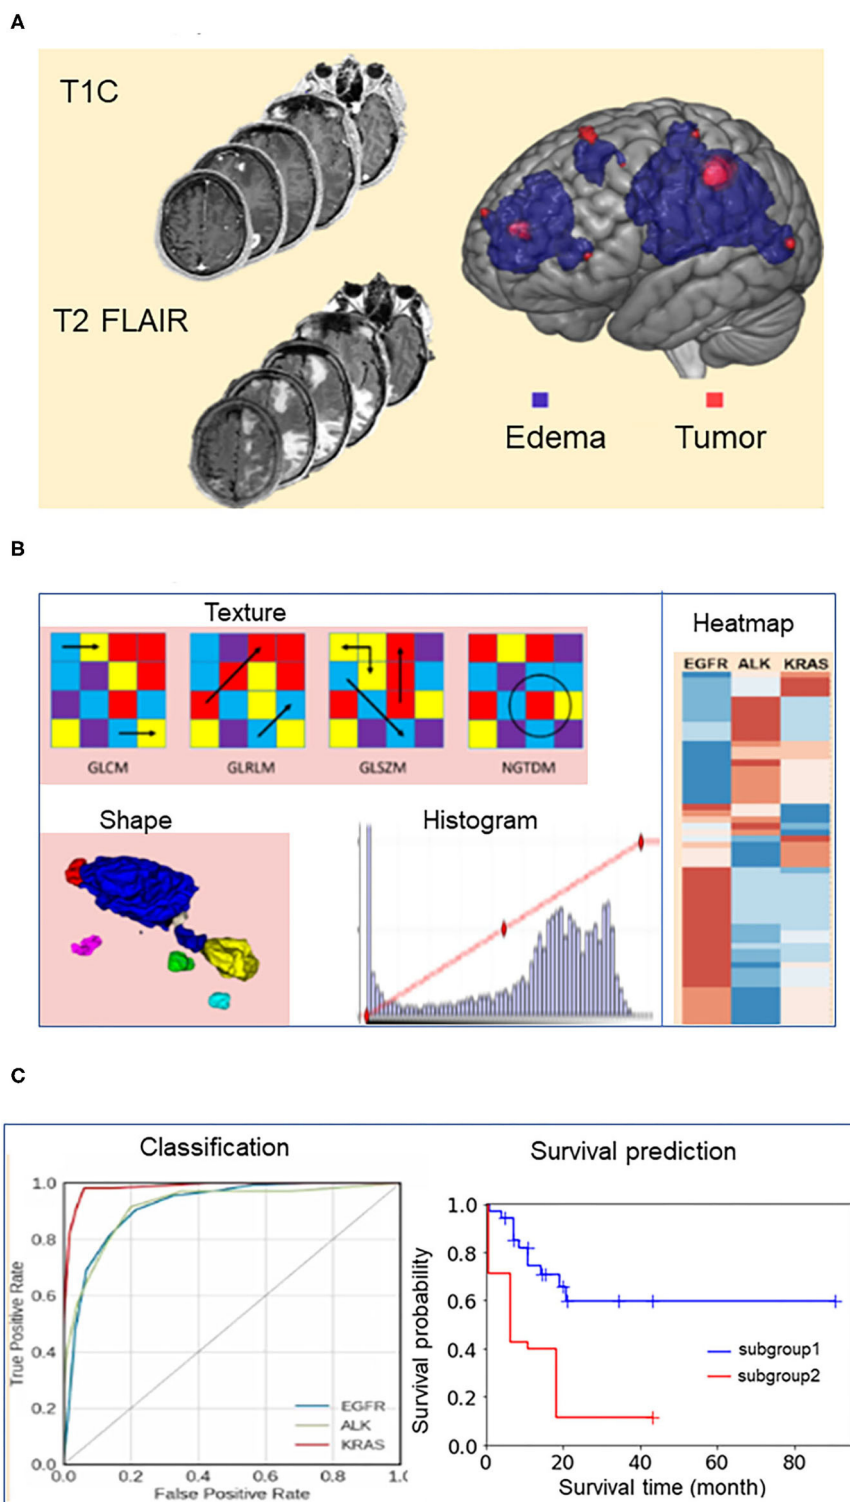 A
T1C
T2 FLAIR
Edema
Tumor
B
Texture
GLCM
GLRLM
GLSZM
NGTDM
Shape
Histogram
Heatmap
EGFR ALK KRAS
C
Classification
True Positive Rate
1.0
0.8
0.6
0.4
0.2
0.0
0.0 0.2 0.4 0.6 0.8 1.0
False Positive Rate
EGFR
ALK
KRAS
Survival prediction
Survival probability
1.0
0.8
0.6
0.4
0.2
0.0
0 20 40 60 80
Survival time (month)
subgroup1
subgroup2